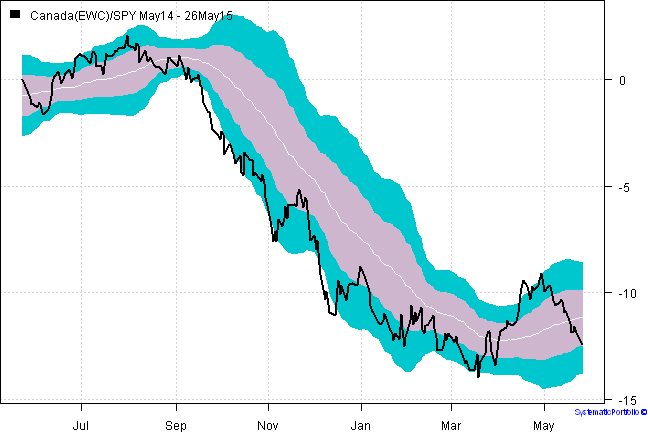 Canada(EWC)/SPY May14 - 26May15
0
-5
-10
-15
SystematicPortfolio ©
Jul Sep Nov Jan Mar May